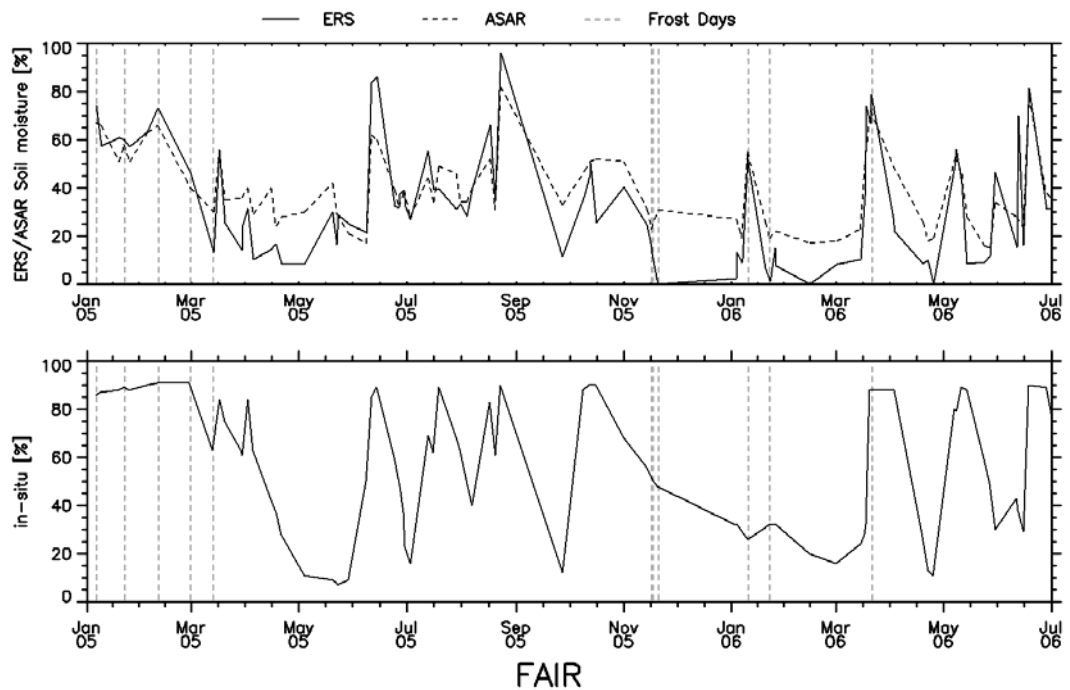 ERS ASAR Frost Days
ERS/ASAR Soil moisture [%]
100
80
60
40
20
0
Jan Mar May Jul Sep Nov Jan Mar May Jul
05 05 05 05 05 05 06 06 06 06
in-situ [%]
100
80
60
40
20
0
Jan Mar May Jul Sep Nov Jan Mar May Jul
05 05 05 05 05 05 06 06 06 06
FAIR